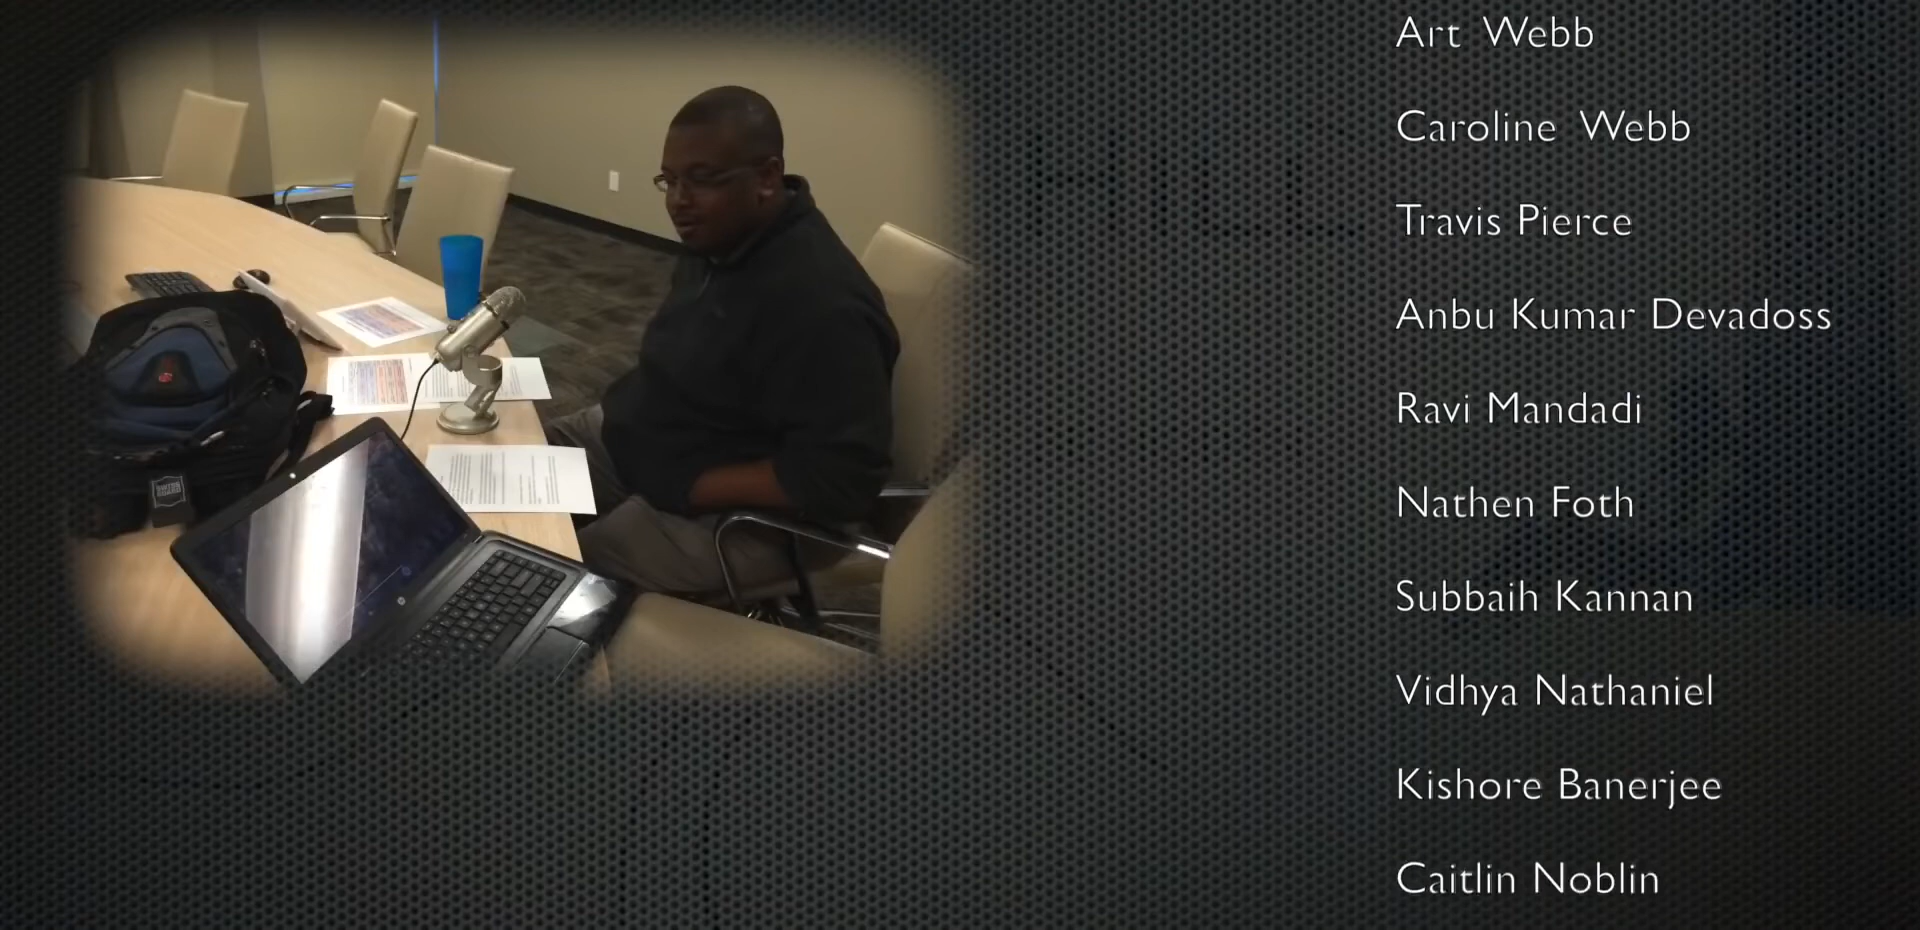 Art Webb
Caroline Webb
Travis Pierce
Anbu Kumar Devadoss
Ravi Mandadi
Nathen Foth
Subbaih Kannan
Vidhya Nathaniel
Kishore Banerjee
Caitlin Noblin